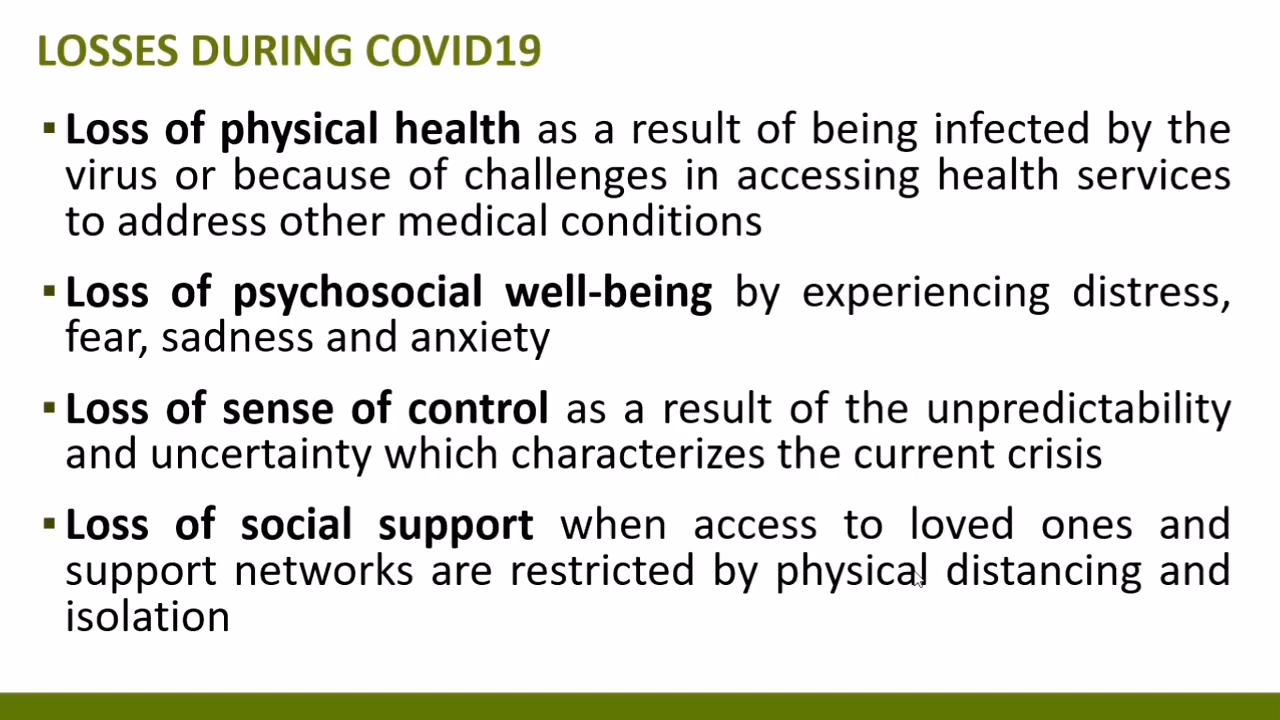 LOSSES DURING COVID19
▪ Loss of physical health as a result of being infected by the
virus or because of challenges in accessing health services
to address other medical conditions
▪ Loss of psychosocial well-being by experiencing distress,
fear, sadness and anxiety
▪ Loss of sense of control as a result of the unpredictability
and uncertainty which characterizes the current crisis
▪ Loss of social support when access to loved ones and
support networks are restricted by physical distancing and
isolation